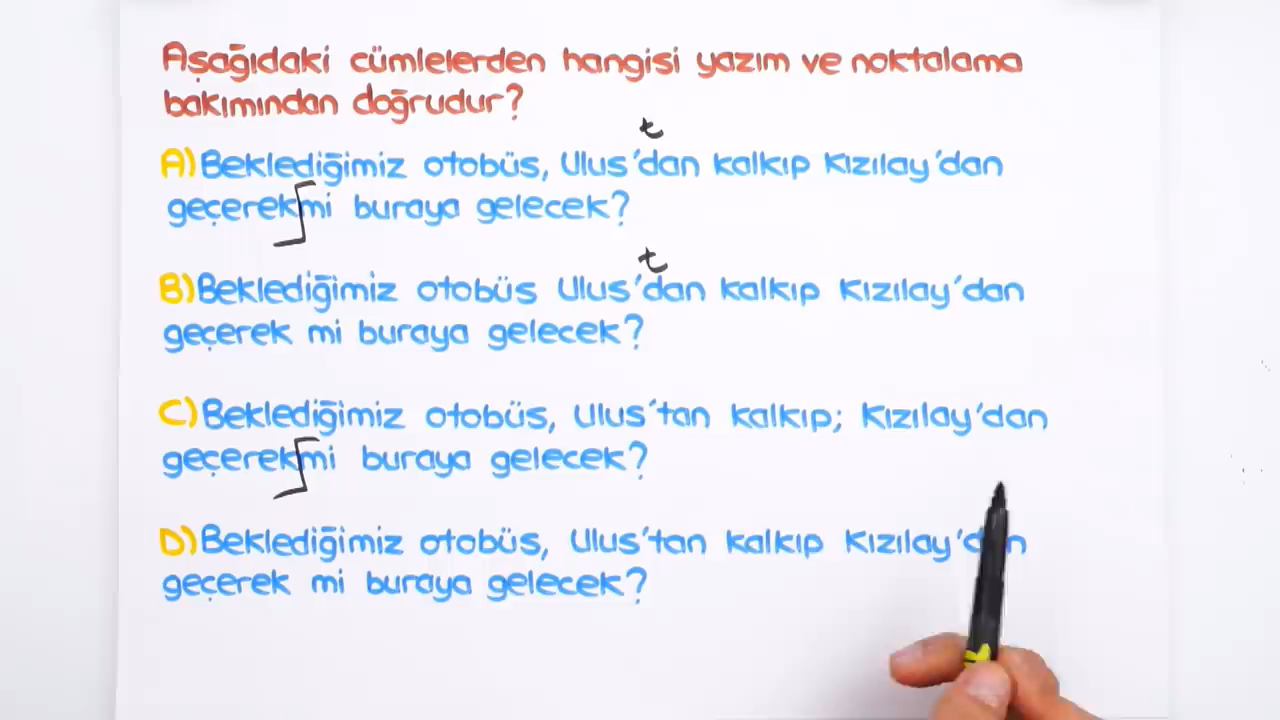 Aşağıdaki cümlelerden hangisi yazım ve noktalama
bakımından doğrudur?
t
A) Beklediğimiz otobüs, Ulus'dan kalkıp Kızılay'dan
geçerekmi buraya gelecek?
t
B) Beklediğimiz otobüs Ulus'dan kalkıp Kızılay'dan
geçerek mi buraya gelecek?
C) Beklediğimiz otobüs, Ulus'tan kalkıp; Kızılay'dan
geçerekmi buraya gelecek?
D) Beklediğimiz otobüs, Ulus'tan kalkıp Kızılay'dan
geçerek mi buraya gelecek?